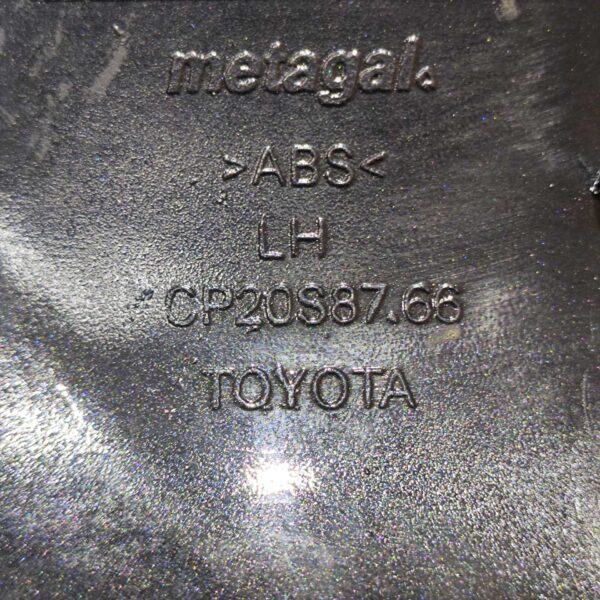 metagal.
>ABS<
LH
CP20S87.66
TOYOTA